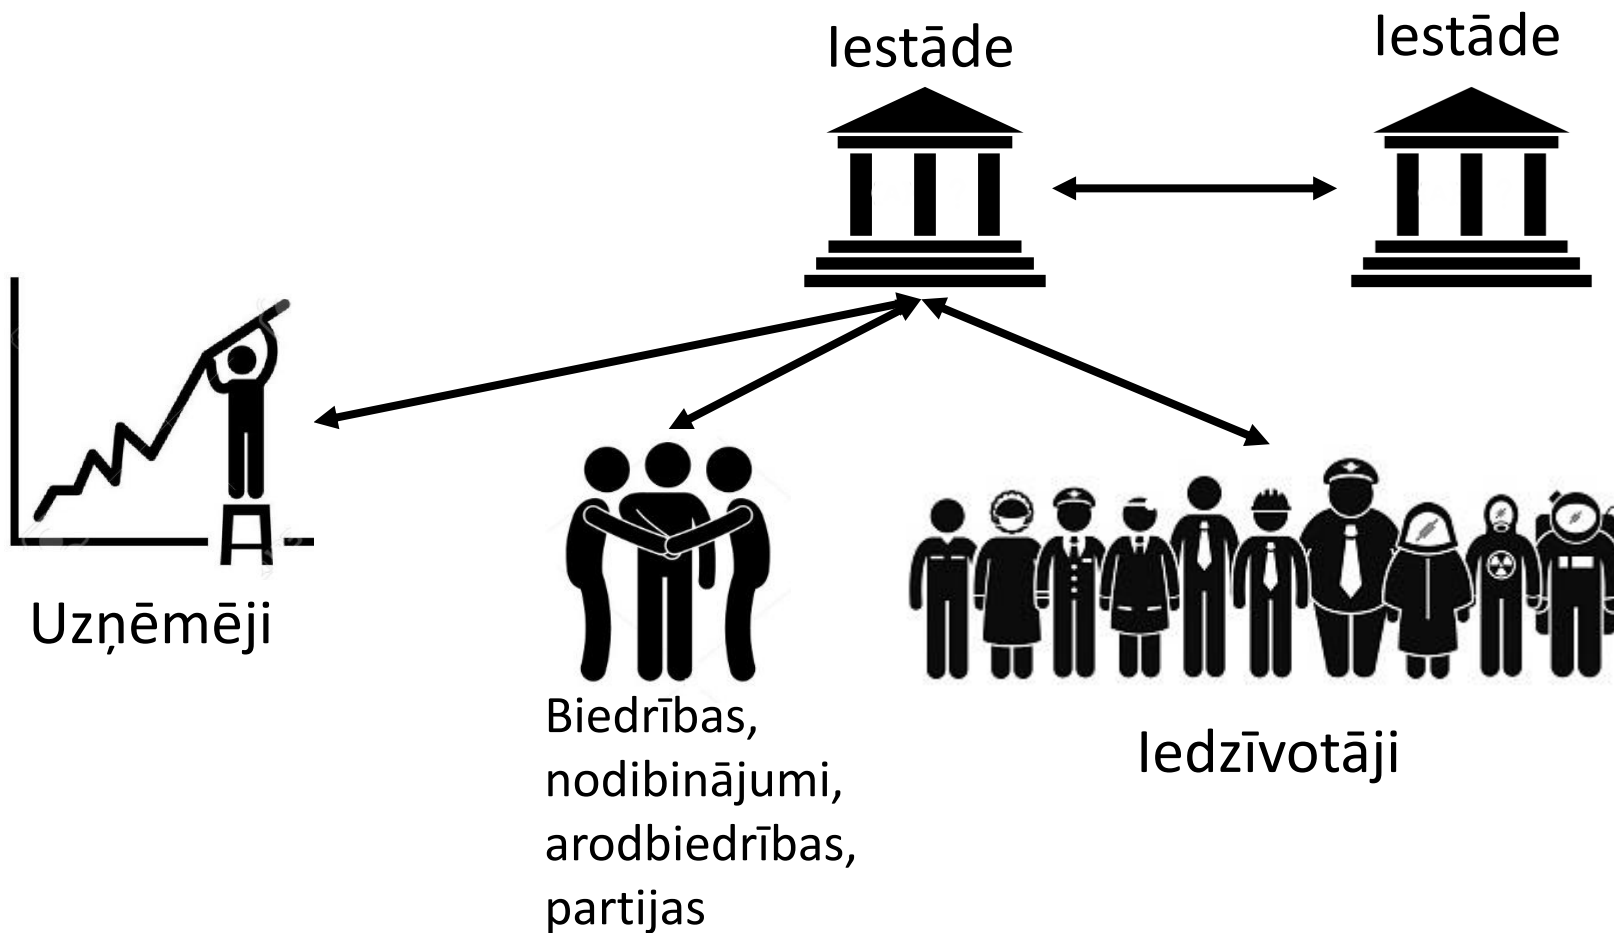 Iestāde
Iestāde
Uzņēmēji
Biedrības,
nodibinājumi,
arodbiedrības,
partijas
Iedzīvotāji